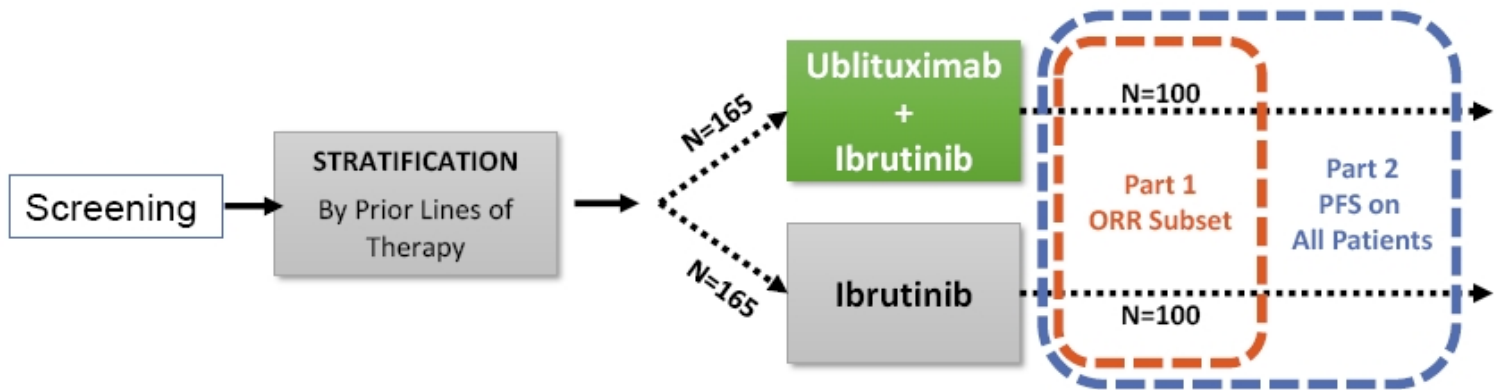 Screening
STRATIFICATION
By Prior Lines of
Therapy
N=165
N=165
Ublituximab
+
Ibrutinib
Ibrutinib
N=100
Part 1
ORR Subset
N=100
Part 2
PFS on
All Patients